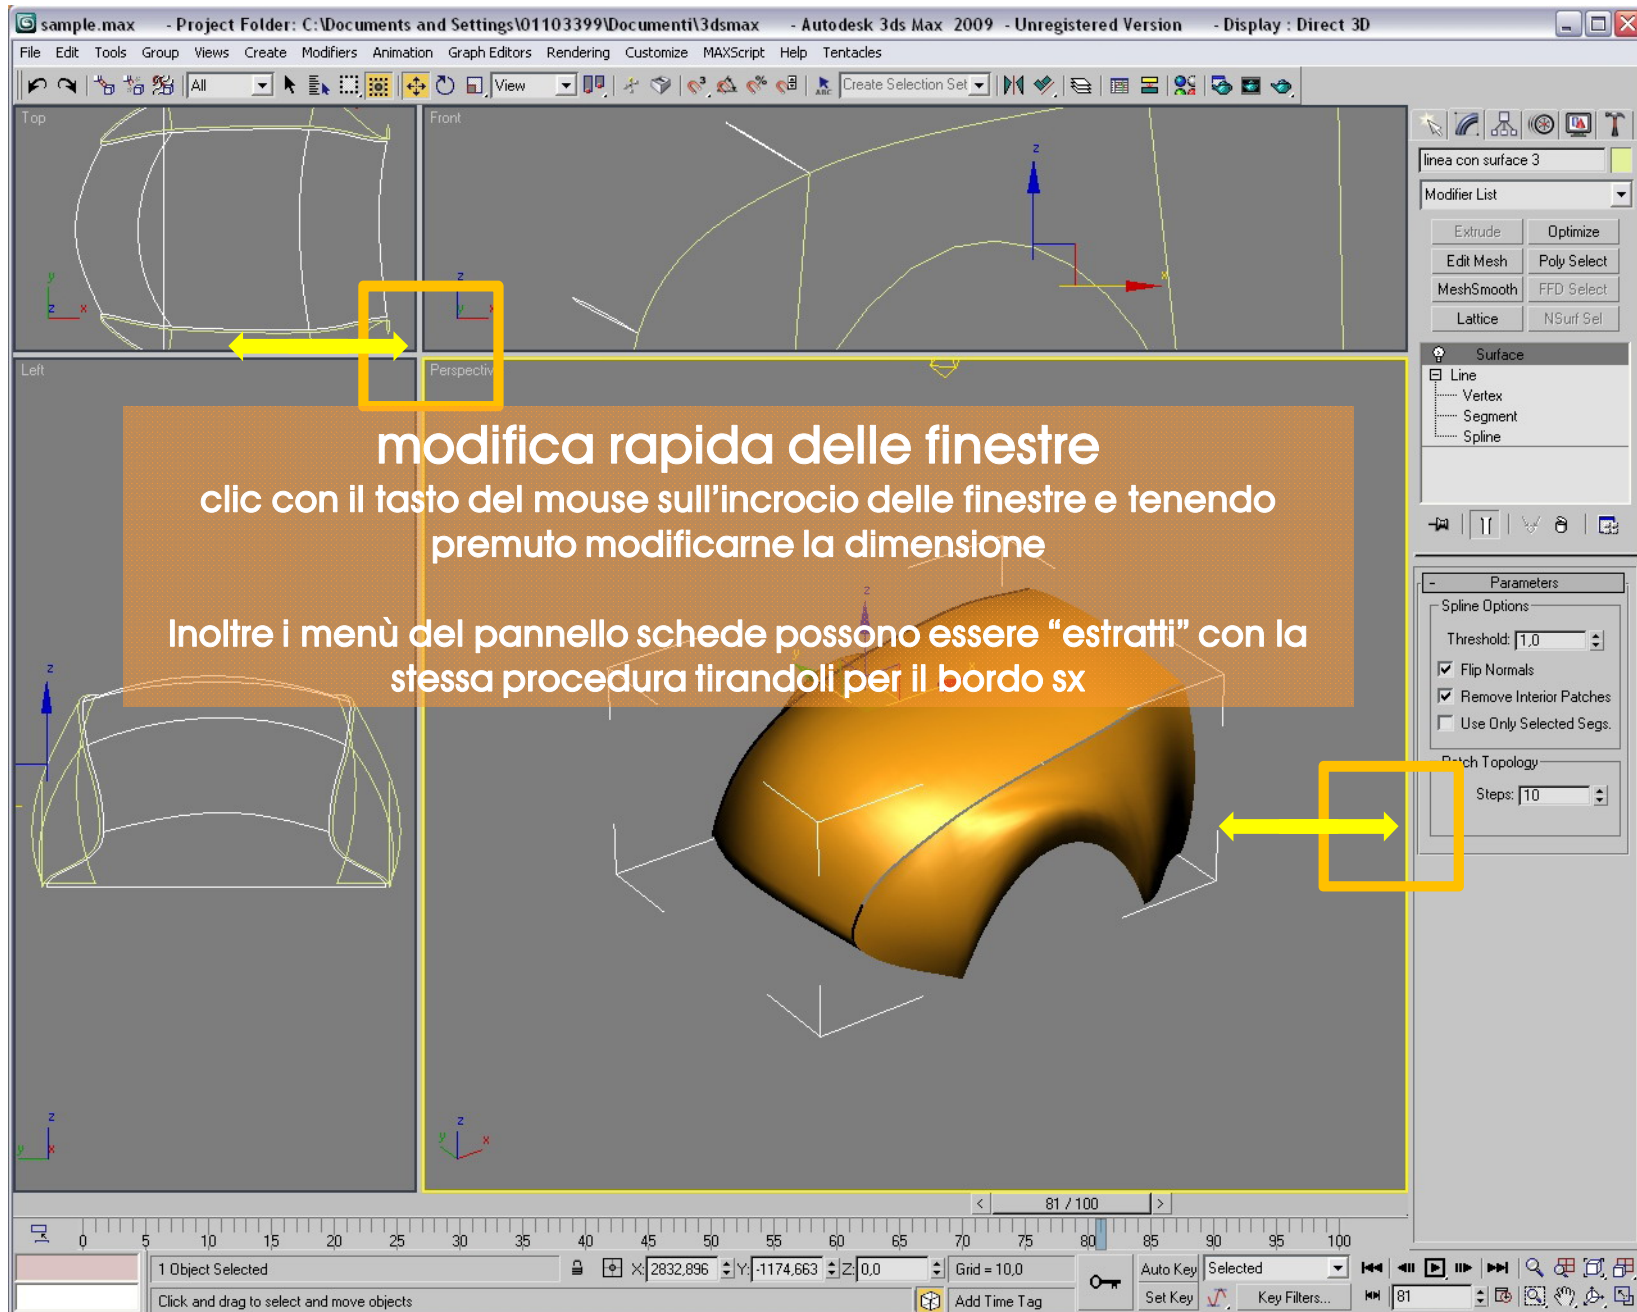 sample.max - Project Folder: C:\Documents and Settings\01103399\Documenti\3dsmax - Autodesk 3ds Max 2009 - Unregistered Version - Display : Direct 3D
File Edit Tools Group Views Create Modifiers Animation Graph Editors Rendering Customize MAXScript Help Tentacles
All View Create Selection Set
Top
Front
linea con surface 3
Modifier List
Extrude Optimize
Edit Mesh Poly Select
MeshSmooth FFD Select
Lattice NSurf Sel
Surface
Line
Vertex
Segment
Spline
Left
Perspectiv
modifica rapida delle finestre
clic con il tasto del mouse sull'incrocio delle finestre e tenendo
premuto modificarne la dimensione
Inoltre i menù del pannello schede possono essere “estratti” con la
stessa procedura tirandoli per il bordo sx
- Parameters
Spline Options
Threshold: 1,0
Flip Normals
Remove Interior Patches
Use Only Selected Segs.
Patch Topology
Steps: 10
y z x
z y x
z x
z
x
z
z
y x
z
y x
< 81 / 100 >
0 5 10 15 20 25 30 35 40 45 50 55 60 65 70 75 80 85 90 95 100
1 Object Selected X: 2832,896 Y: -1174,663 Z: 0,0 Grid = 10,0 Auto Key Selected
Click and drag to select and move objects Add Time Tag Set Key Key Filters... 81